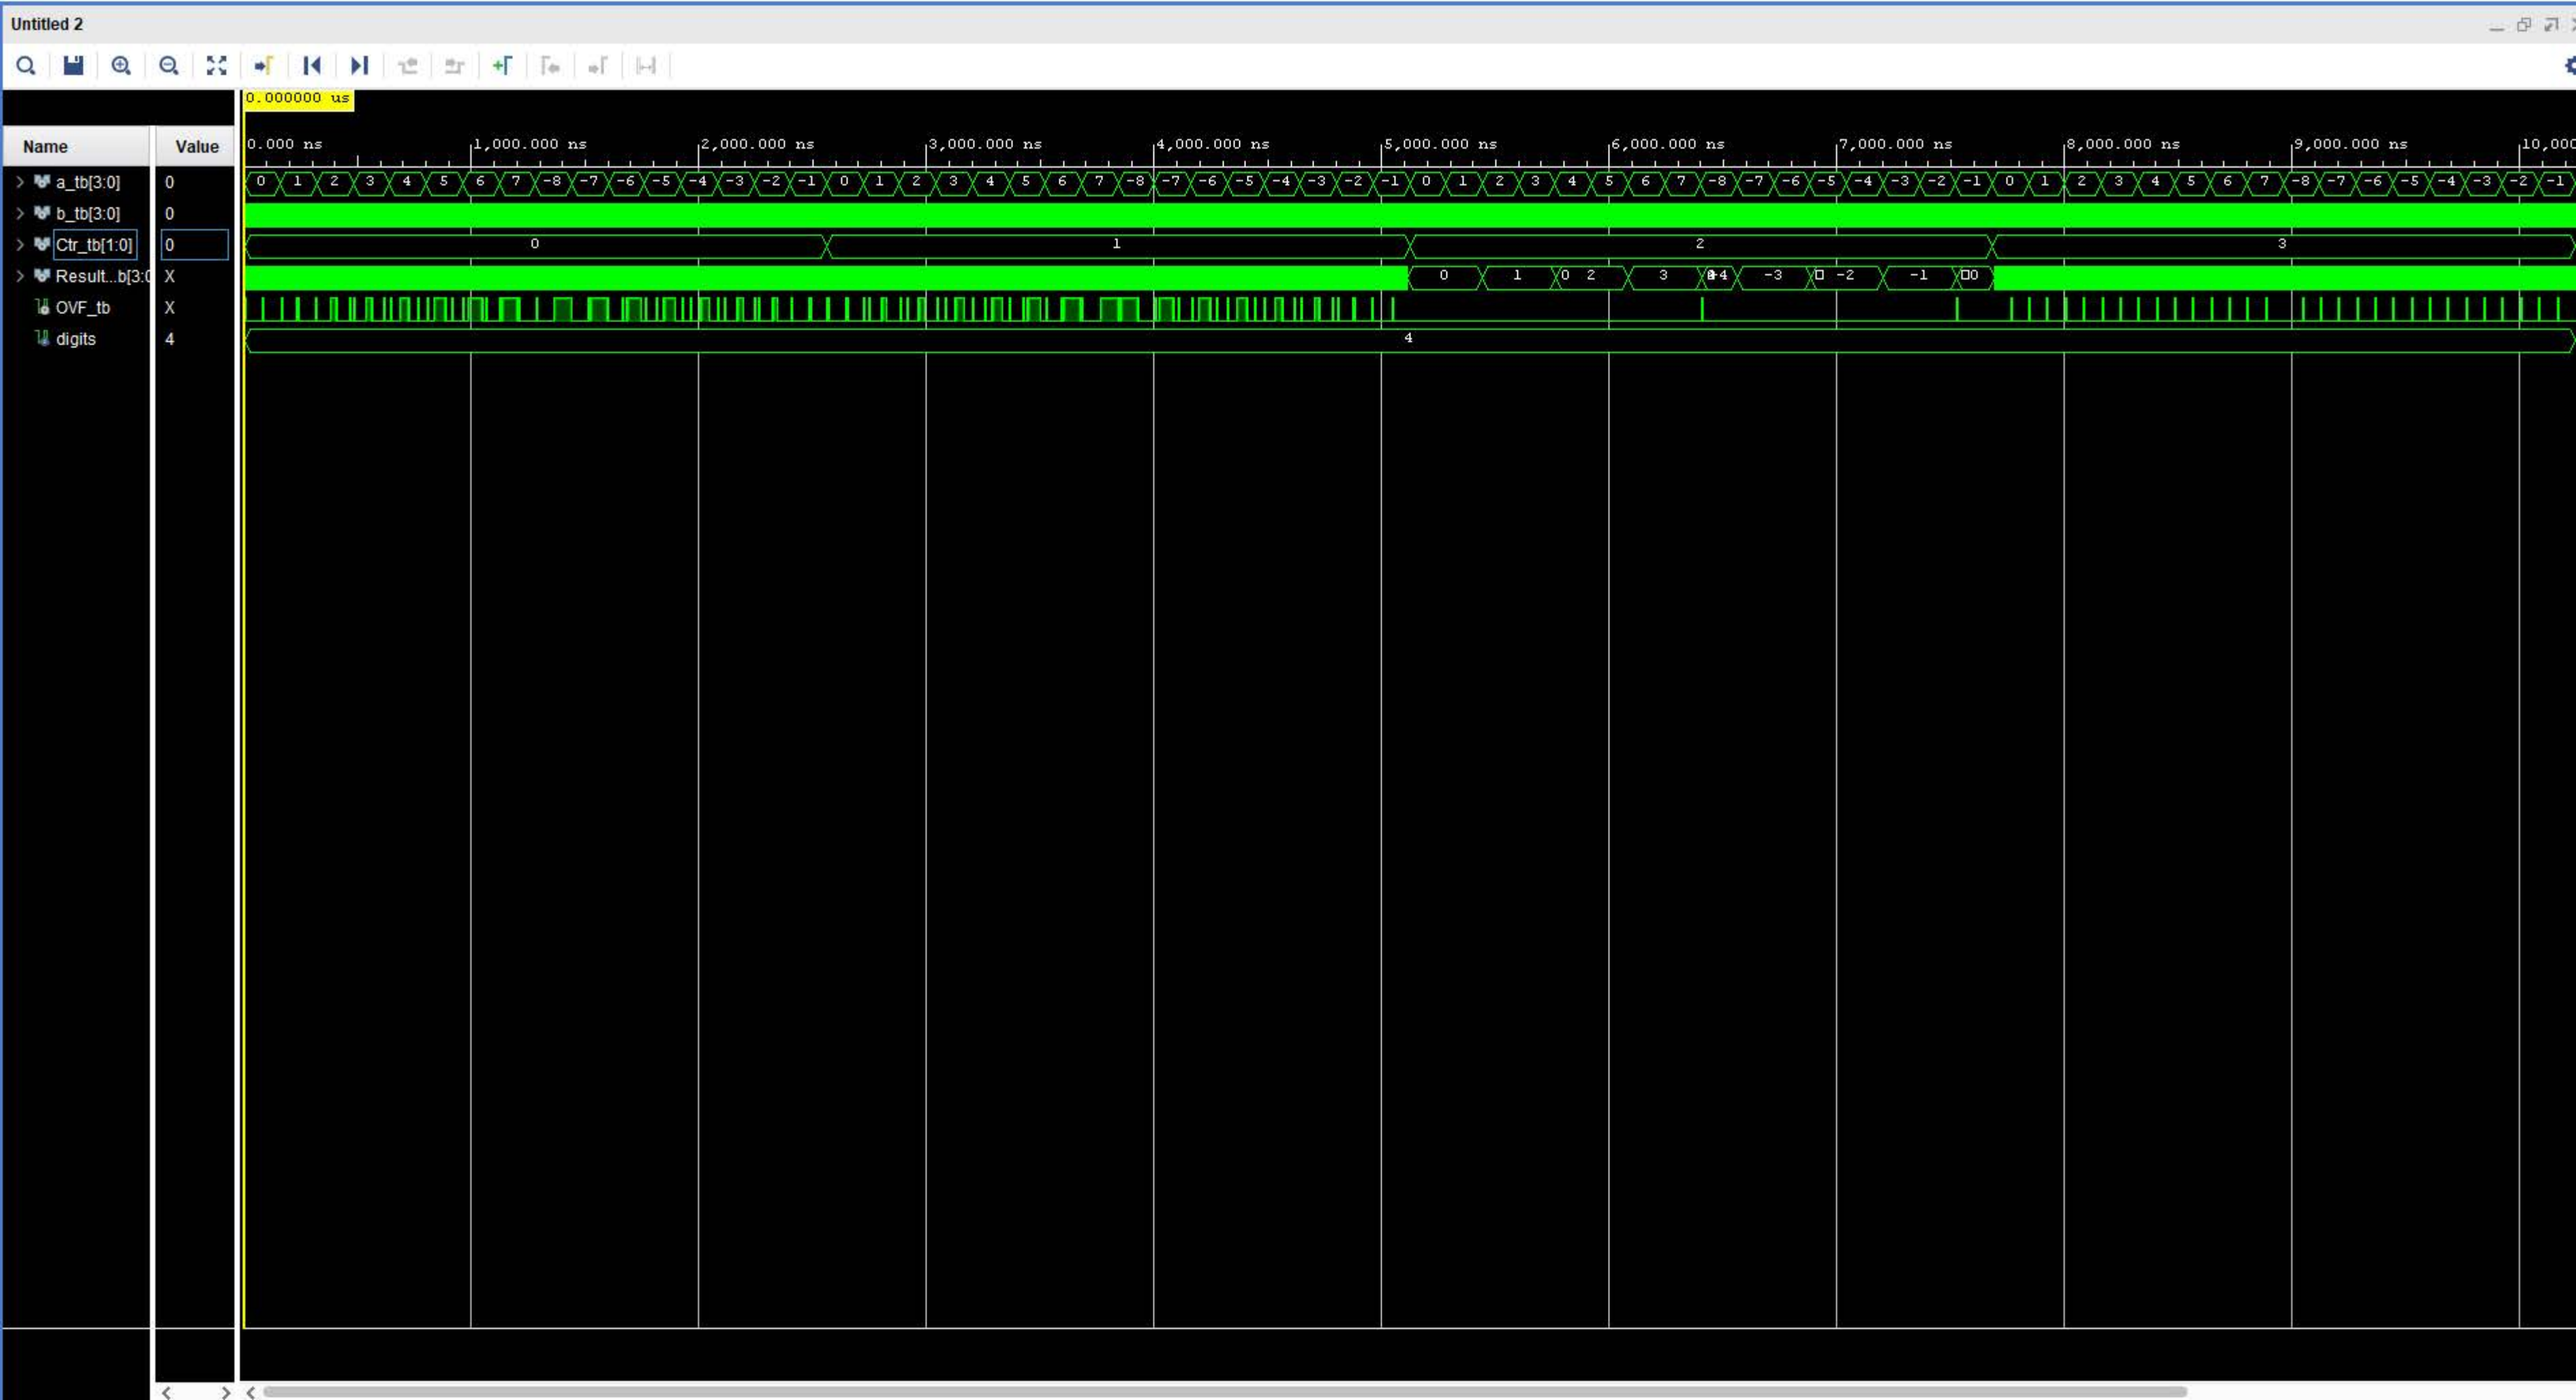 Untitled 2
0.000000 us
Name Value
0.000 ns 1,000.000 ns 2,000.000 ns 3,000.000 ns 4,000.000 ns 5,000.000 ns 6,000.000 ns 7,000.000 ns 8,000.000 ns 9,000.000 ns 10,000
a_tb[3:0] 0 0 1 2 3 4 5 6 7 -8 -7 -6 -5 -4 -3 -2 -1 0 1 2 3 4 5 6 7 -8 -7 -6 -5 -4 -3 -2 -1 0 1 2 3 4 5 6 7 -8 -7 -6 -5 -4 -3 -2 -1 0 1 2 3 4 5 6 7 -8 -7 -6 -5 -4 -3 -2 -1
b_tb[3:0] 0
Ctr_tb[1:0] 0 0 1 2 3
Result...b[3:0 X 0 1 0 2 3 -4 -3 -2 -1 0
OVF_tb X
digits 4 4